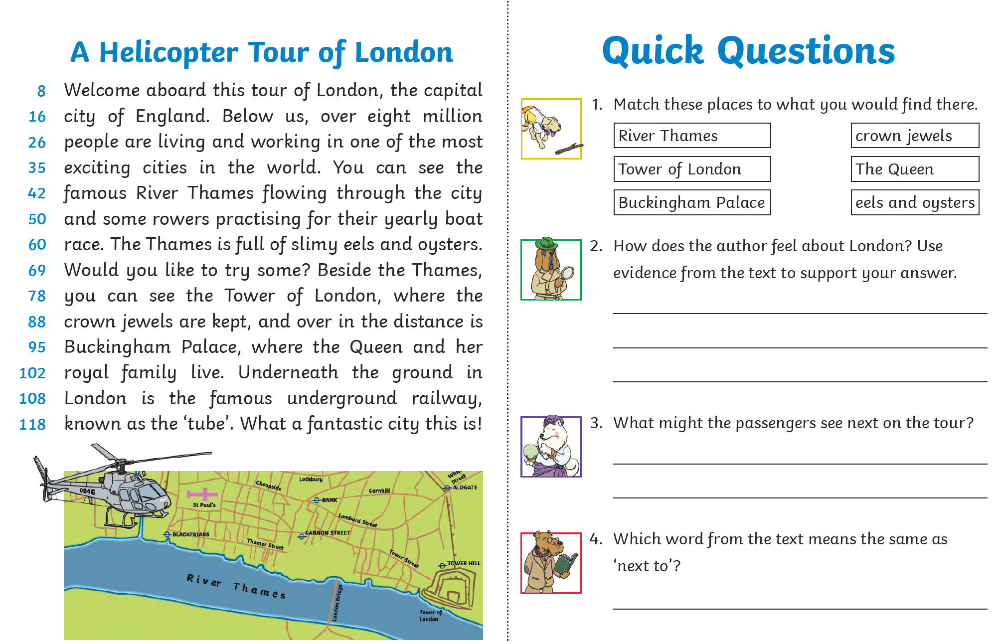 A Helicopter Tour of London
8 Welcome aboard this tour of London, the capital
16 city of England. Below us, over eight million
26 people are living and working in one of the most
35 exciting cities in the world. You can see the
42 famous River Thames flowing through the city
50 and some rowers practising for their yearly boat
60 race. The Thames is full of slimy eels and oysters.
69 Would you like to try some? Beside the Thames,
78 you can see the Tower of London, where the
88 crown jewels are kept, and over in the distance is
95 Buckingham Palace, where the Queen and her
102 royal family live. Underneath the ground in
108 London is the famous underground railway,
118 known as the ‘tube’. What a fantastic city this is!
0946
0946
ch
St Paul's
Cheapside
Lothbury
BANK
Cornhill
Street
ALDGATE
Lombard Street
BLACKFRIARS
CANNON STREET
Thames Street
Tower Street
TOWER HILL
River Thames
London Bridge
Tower of
London
Quick Questions
1. Match these places to what you would find there.
River Thames crown jewels
Tower of London The Queen
Buckingham Palace eels and oysters
2. How does the author feel about London? Use
evidence from the text to support your answer.
3. What might the passengers see next on the tour?
4. Which word from the text means the same as
‘next to’?